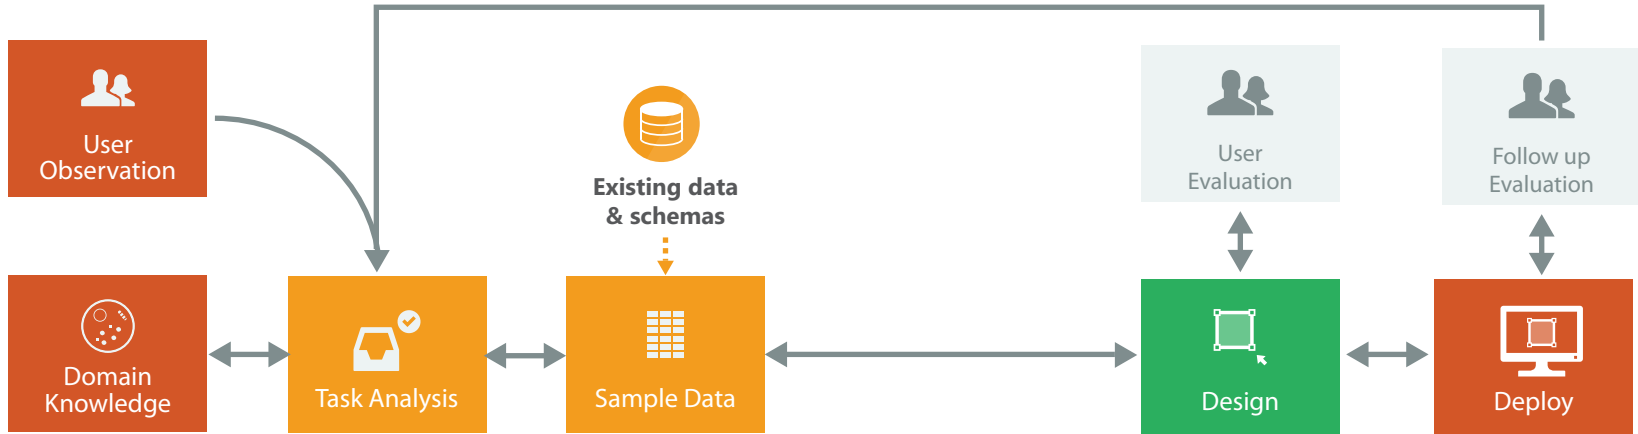 User
Observation
Existing data
& schemas
User
Evaluation
Follow up
Evaluation
Domain
Knowledge
Task Analysis
Sample Data
Design
Deploy